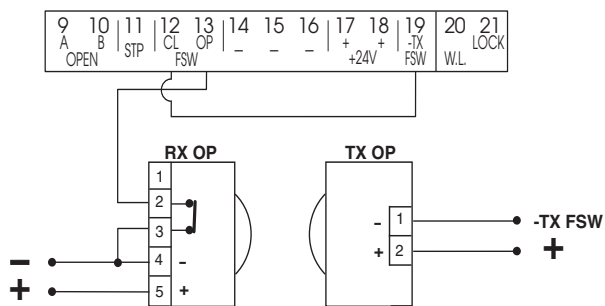 9 10 11 12 13 14 15 16 17 18 19 20 21
A B STP CL OP – – – + + -TX W.L. LOCK
OPEN FSW +24V FSW
RX OP TX OP
1
2
3
4 -
5 +
- 1 -TX FSW
+ 2 +
–
+